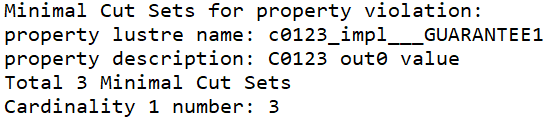 Minimal Cut Sets for property violation:
property lustre name: c0123_impl___GUARANTEE1
property description: C0123 out0 value
Total 3 Minimal Cut Sets
Cardinality 1 number: 3